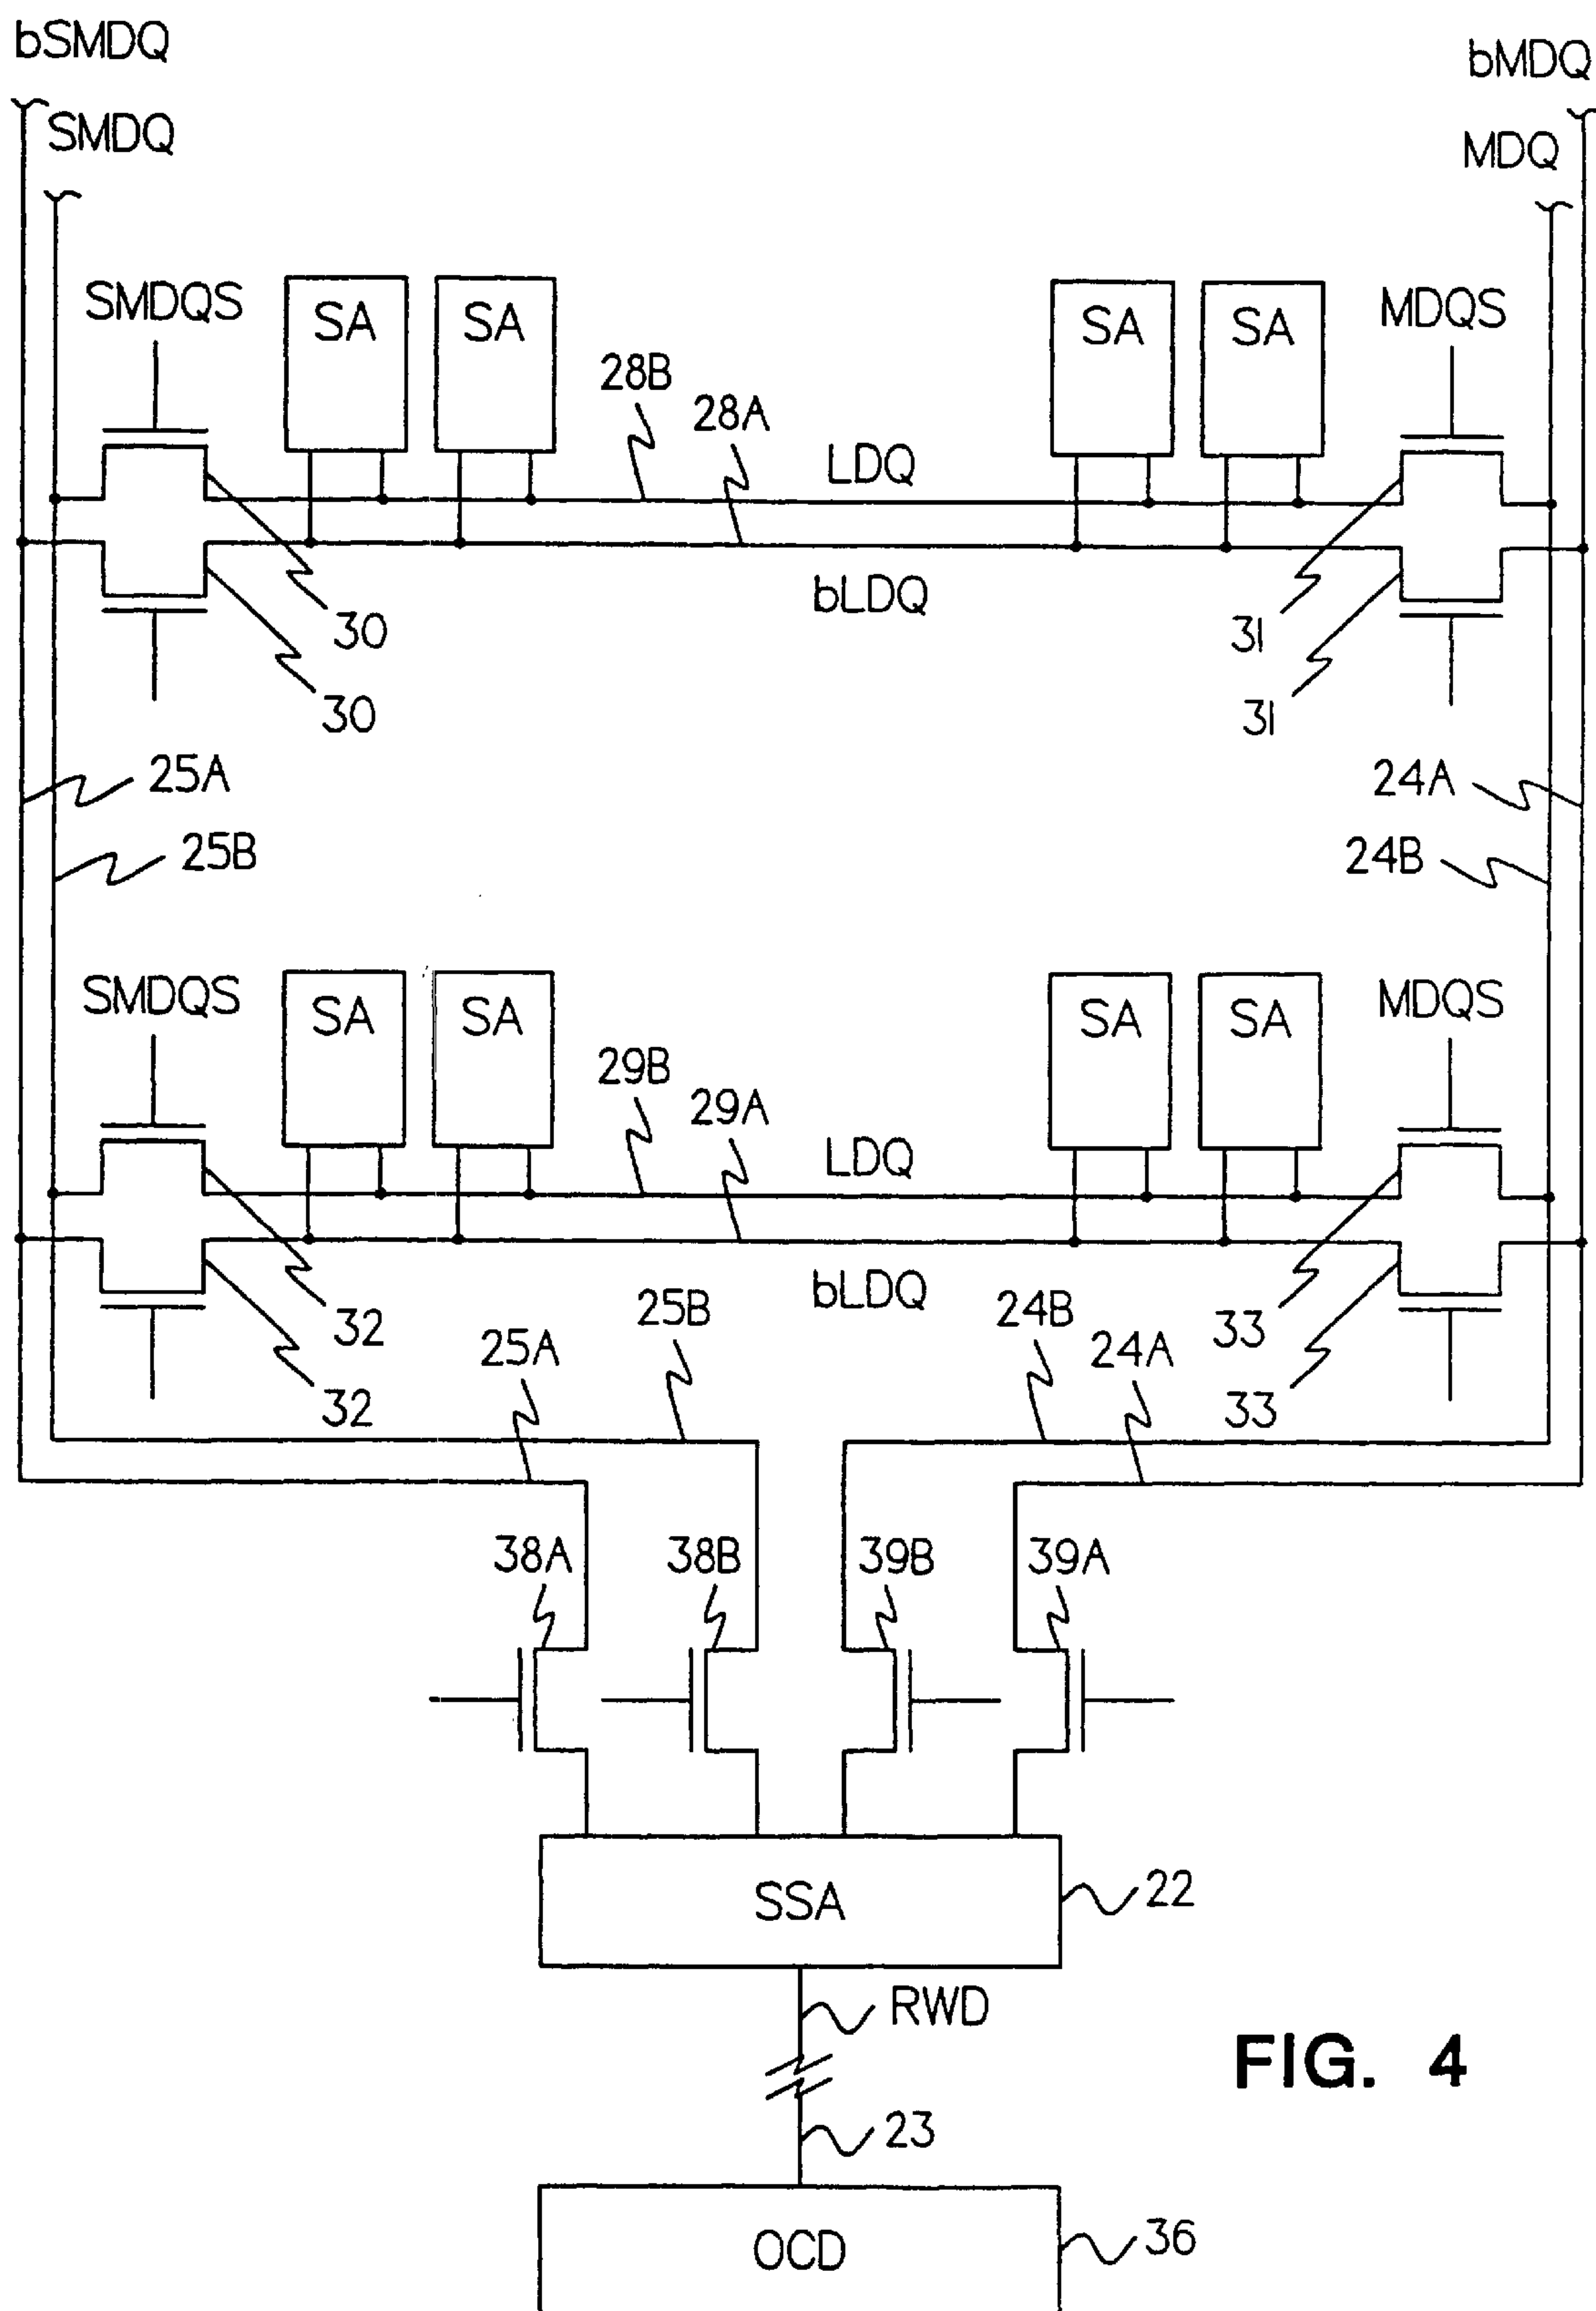 bSMDQ
bMDQ
SMDQ
MDQ
SMDQS
SA
SA
SA
SA
MDQS
28B
28A
LDQ
bLDQ
30
31
30
31
25A
24A
25B
24B
SMDQS
SA
SA
SA
SA
MDQS
29B
29A
LDQ
bLDQ
32
33
25B
24B
25A
24A
32
33
38A
38B
39B
39A
SSA
22
RWD
FIG. 4
23
OCD
36